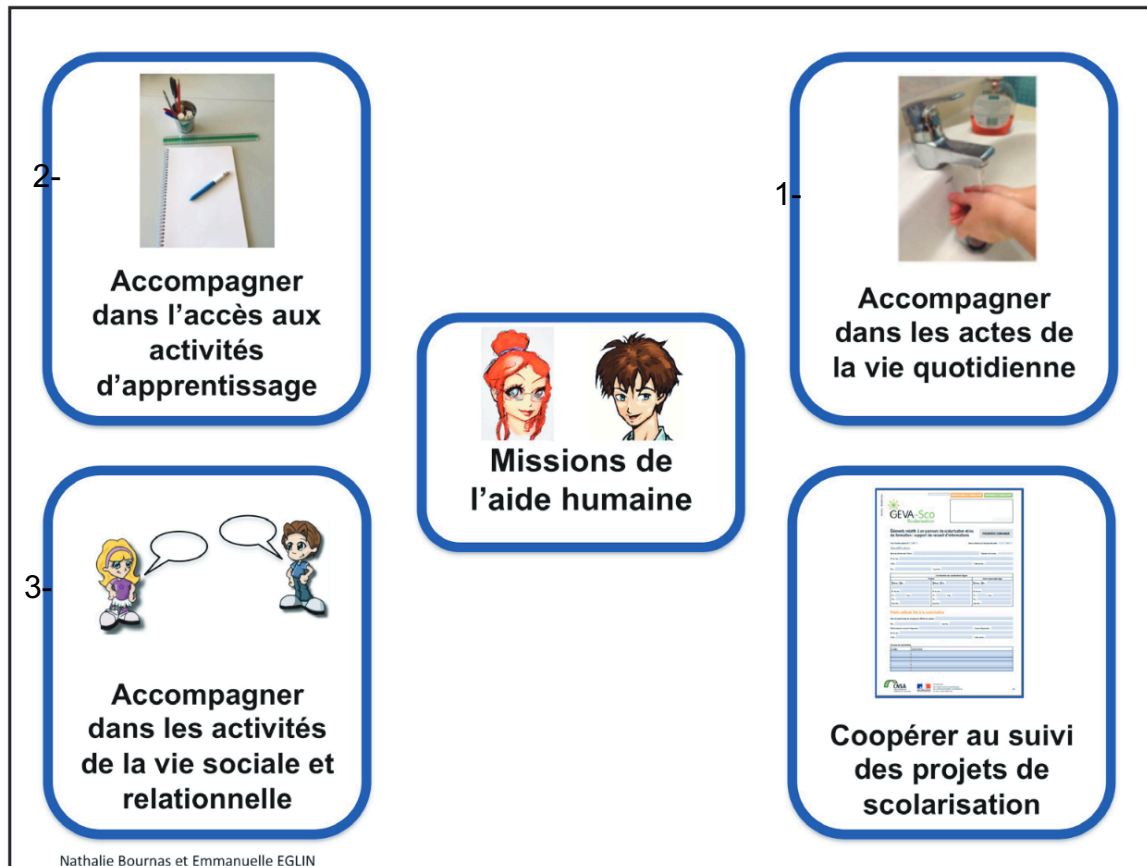 2-
Accompagner
dans l'accès aux
activités
d'apprentissage
1-
Accompagner
dans les actes de
la vie quotidienne
Missions de
l'aide humaine
3-
Accompagner
dans les activités
de la vie sociale et
relationnelle
GEVA-Sco
CNSA
Coopérer au suivi
des projets de
scolarisation
Nathalie Bournas et Emmanuelle EGLIN